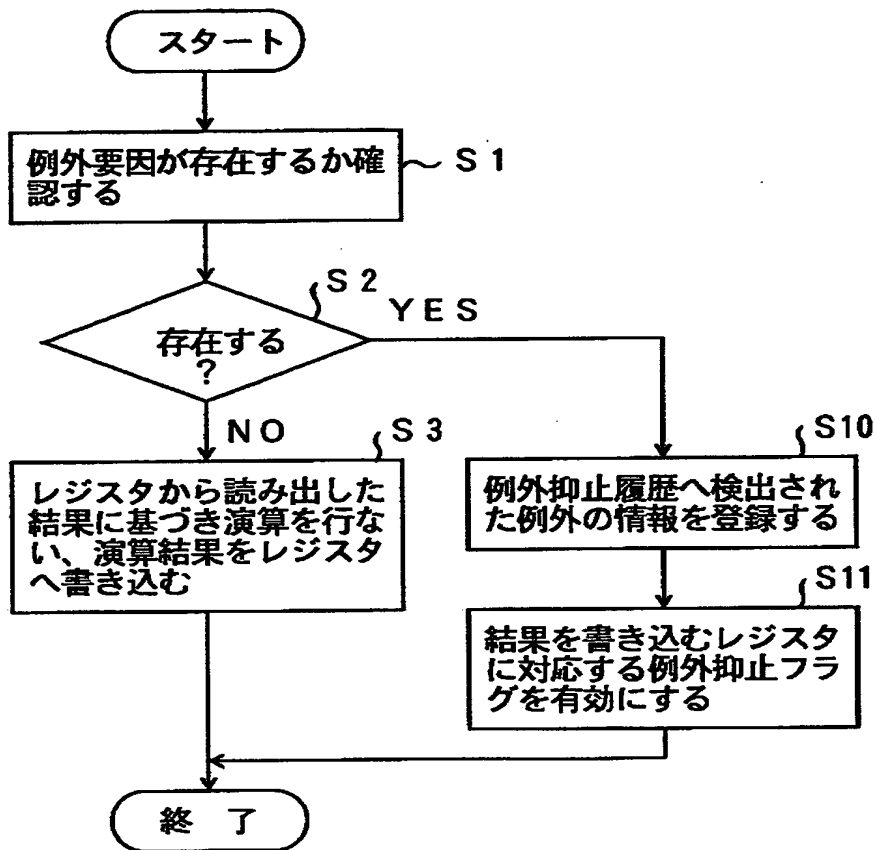 スタート
例外要因が存在するか確
認する
S1
S2
YES
存在する
?
NO
S3
レジスタから読み出した
結果に基づき演算を行な
い、演算結果をレジスタ
へ書き込む
S10
例外抑止履歴へ検出され
た例外の情報を登録する
S11
結果を書き込むレジスタ
に対応する例外抑止フラ
グを有効にする
終 了